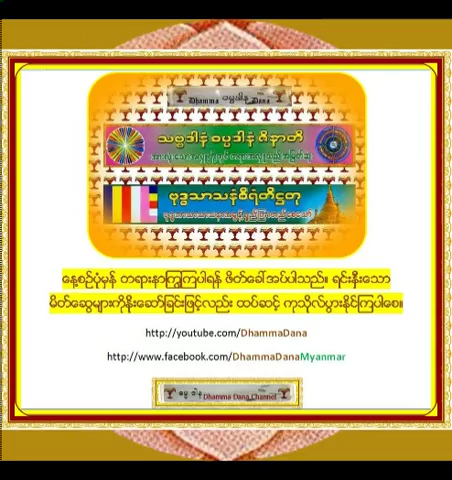 Dhamma ဓမ္မဒါန Dana
သဗ္ဗဒါနံ ဓမ္မဒါနံ ဇိနာတိ
ဗုဒ္ဓသာသနံ စိရံ တိဋ္ဌတု
နေ့စဉ်ပုံမှန် တရားနာကြွကြပါရန် ဖိတ်ခေါ်အပ်ပါသည်။ ရင်းနှီးသော
မိတ်ဆွေများကိုနှိုးဆော်ခြင်းဖြင့်လည်း ထပ်ဆင့် ကုသိုလ်ပွားနိုင်ကြပါစေ။
http://youtube.com/DhammaDana
http://www.facebook.com/DhammaDanaMyanmar
ဓမ္မ ဒါန Dhamma Dana Channel